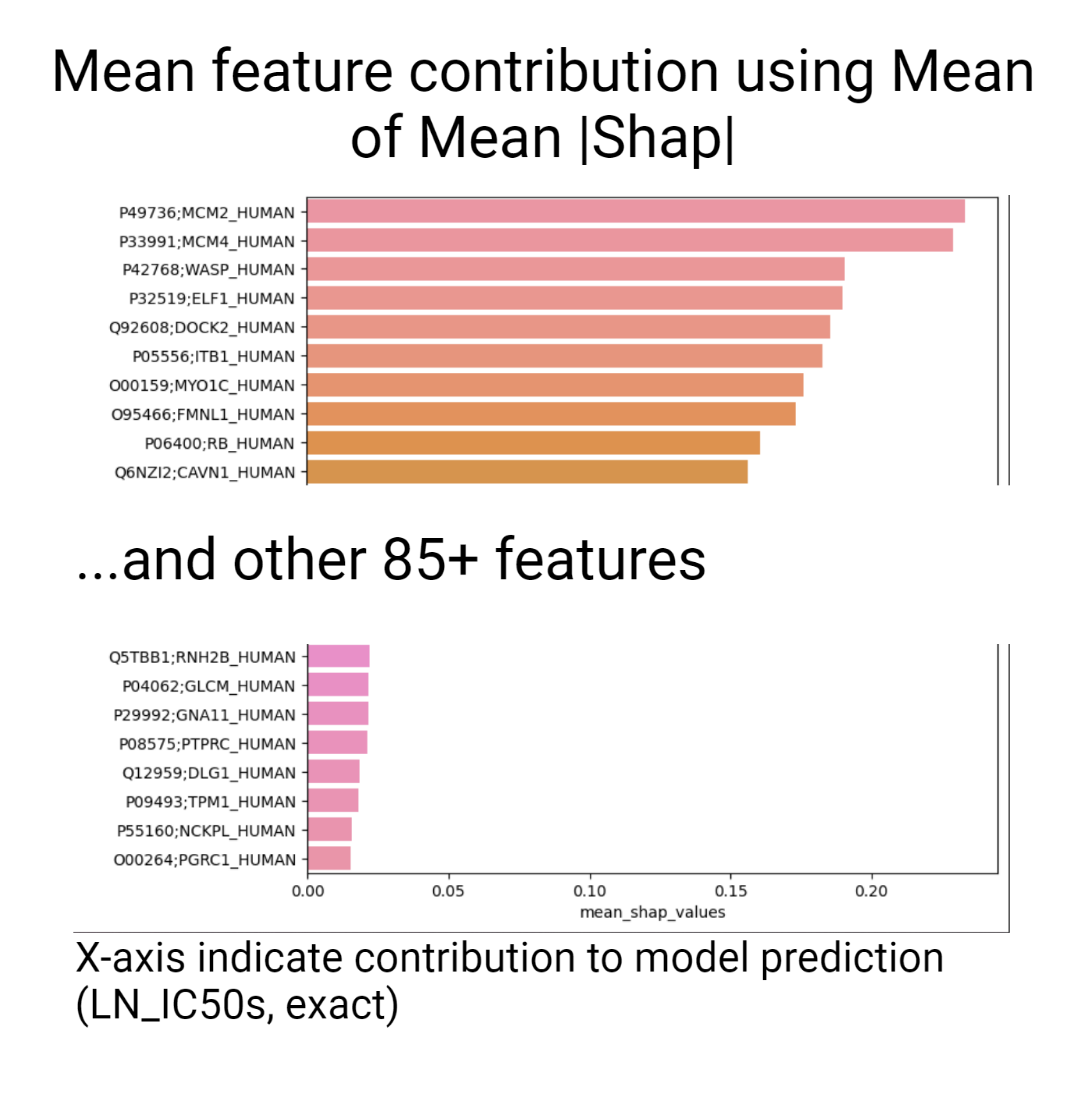 Mean feature contribution using Mean
of Mean |Shap|
P49736;MCM2_HUMAN
P33991;MCM4_HUMAN
P42768;WASP_HUMAN
P32519;ELF1_HUMAN
Q92608;DOCK2_HUMAN
P05556;ITB1_HUMAN
O00159;MYO1C_HUMAN
O95466;FMNL1_HUMAN
P06400;RB_HUMAN
Q6NZI2;CAVN1_HUMAN
...and other 85+ features
Q5TBB1;RNH2B_HUMAN
P04062;GLCM_HUMAN
P29992;GNA11_HUMAN
P08575;PTPRC_HUMAN
Q12959;DLG1_HUMAN
P09493;TPM1_HUMAN
P55160;NCKPL_HUMAN
O00264;PGRC1_HUMAN
0.00 0.05 0.10 0.15 0.20
mean_shap_values
X-axis indicate contribution to model prediction
(LN_IC50s, exact)